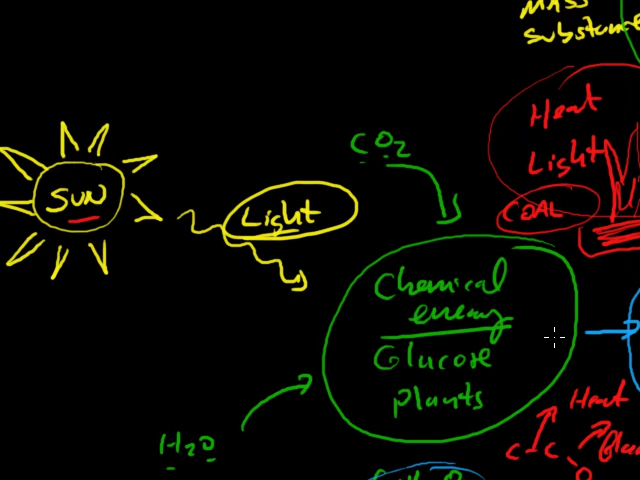 MASS
substance
Heat
Light
COAL
CO2
SUN
Light
Chemical
energy
Glucose
plants
H2O
Heat
C C
O